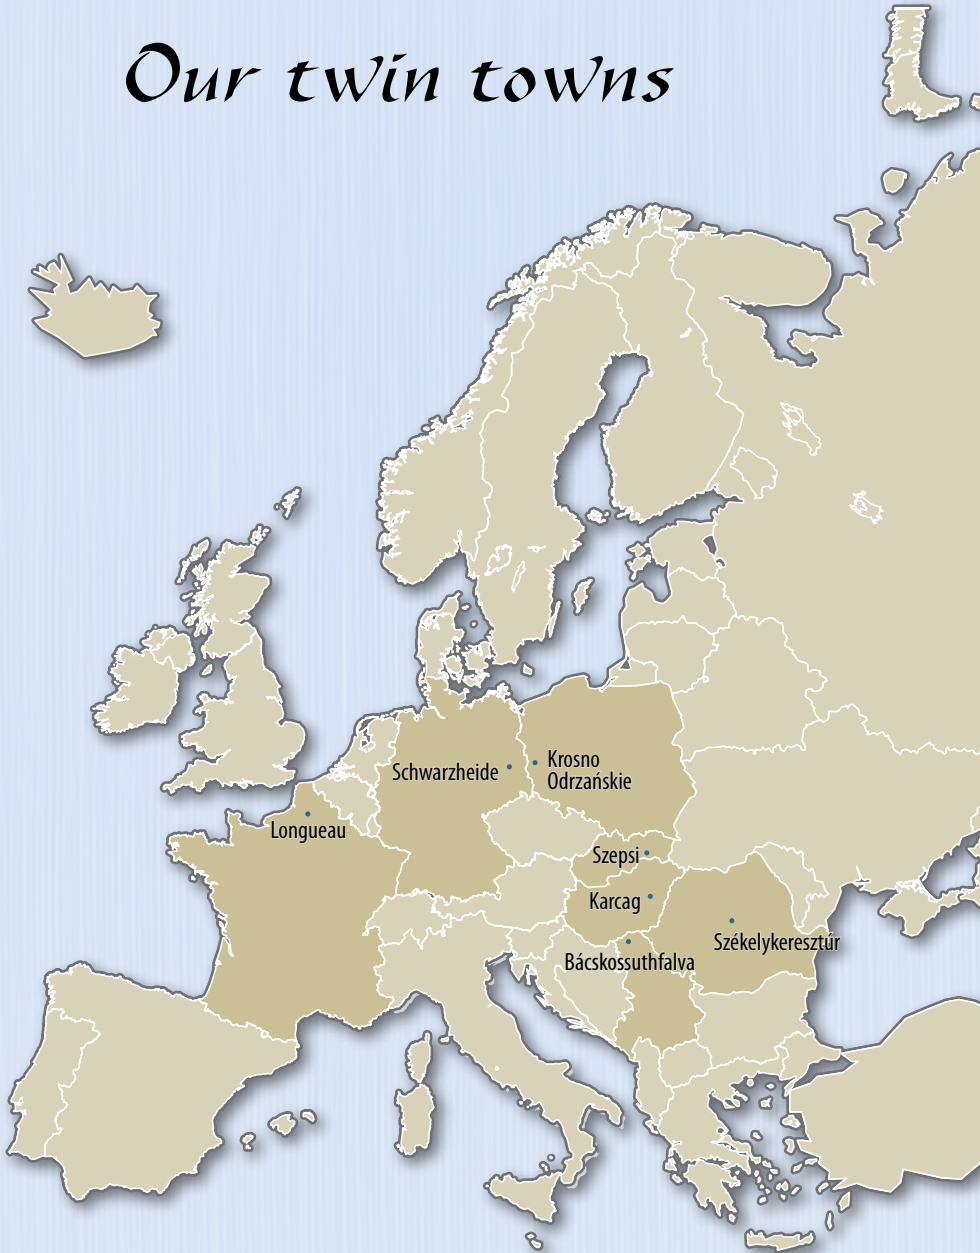 Our twin towns
Schwarzheide
Krosno
Odrzańskie
Longueau
Szepsi
Karcag
Székelykeresztúr
Bácskossuthfalva